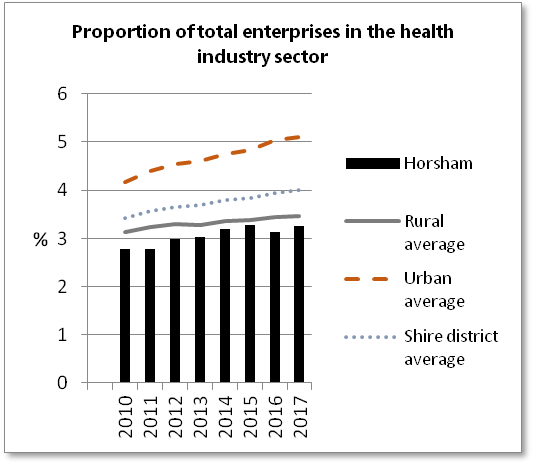 Proportion of total enterprises in the health
industry sector
6
5
4
3
2
1
0
%
2010
2011
2012
2013
2014
2015
2016
2017
Horsham
Rural
average
Urban
average
Shire district
average